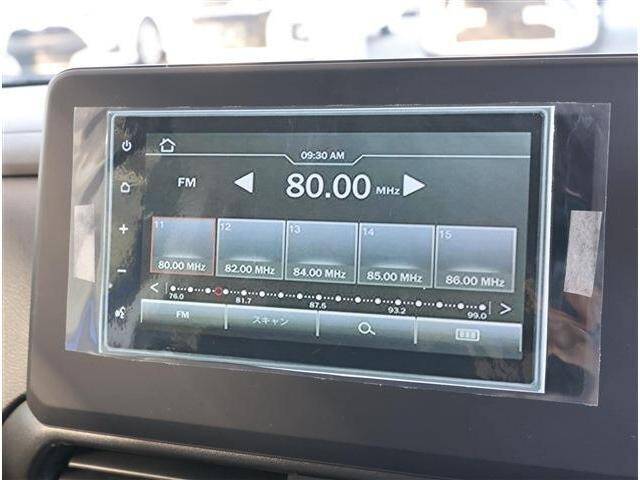 09:30 AM
FM 80.00 MHz
11 12 13 14 15
80.00 MHz 82.00 MHz 84.00 MHz 85.00 MHz 86.00 MHz
76.0 81.7 87.5 93.2 99.0
FM スキャン